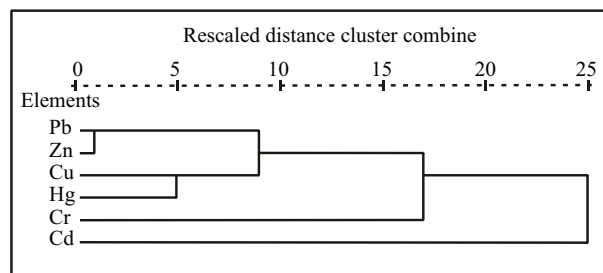 Rescaled distance cluster combine
0 5 10 15 20 25
Elements
Pb
Zn
Cu
Hg
Cr
Cd